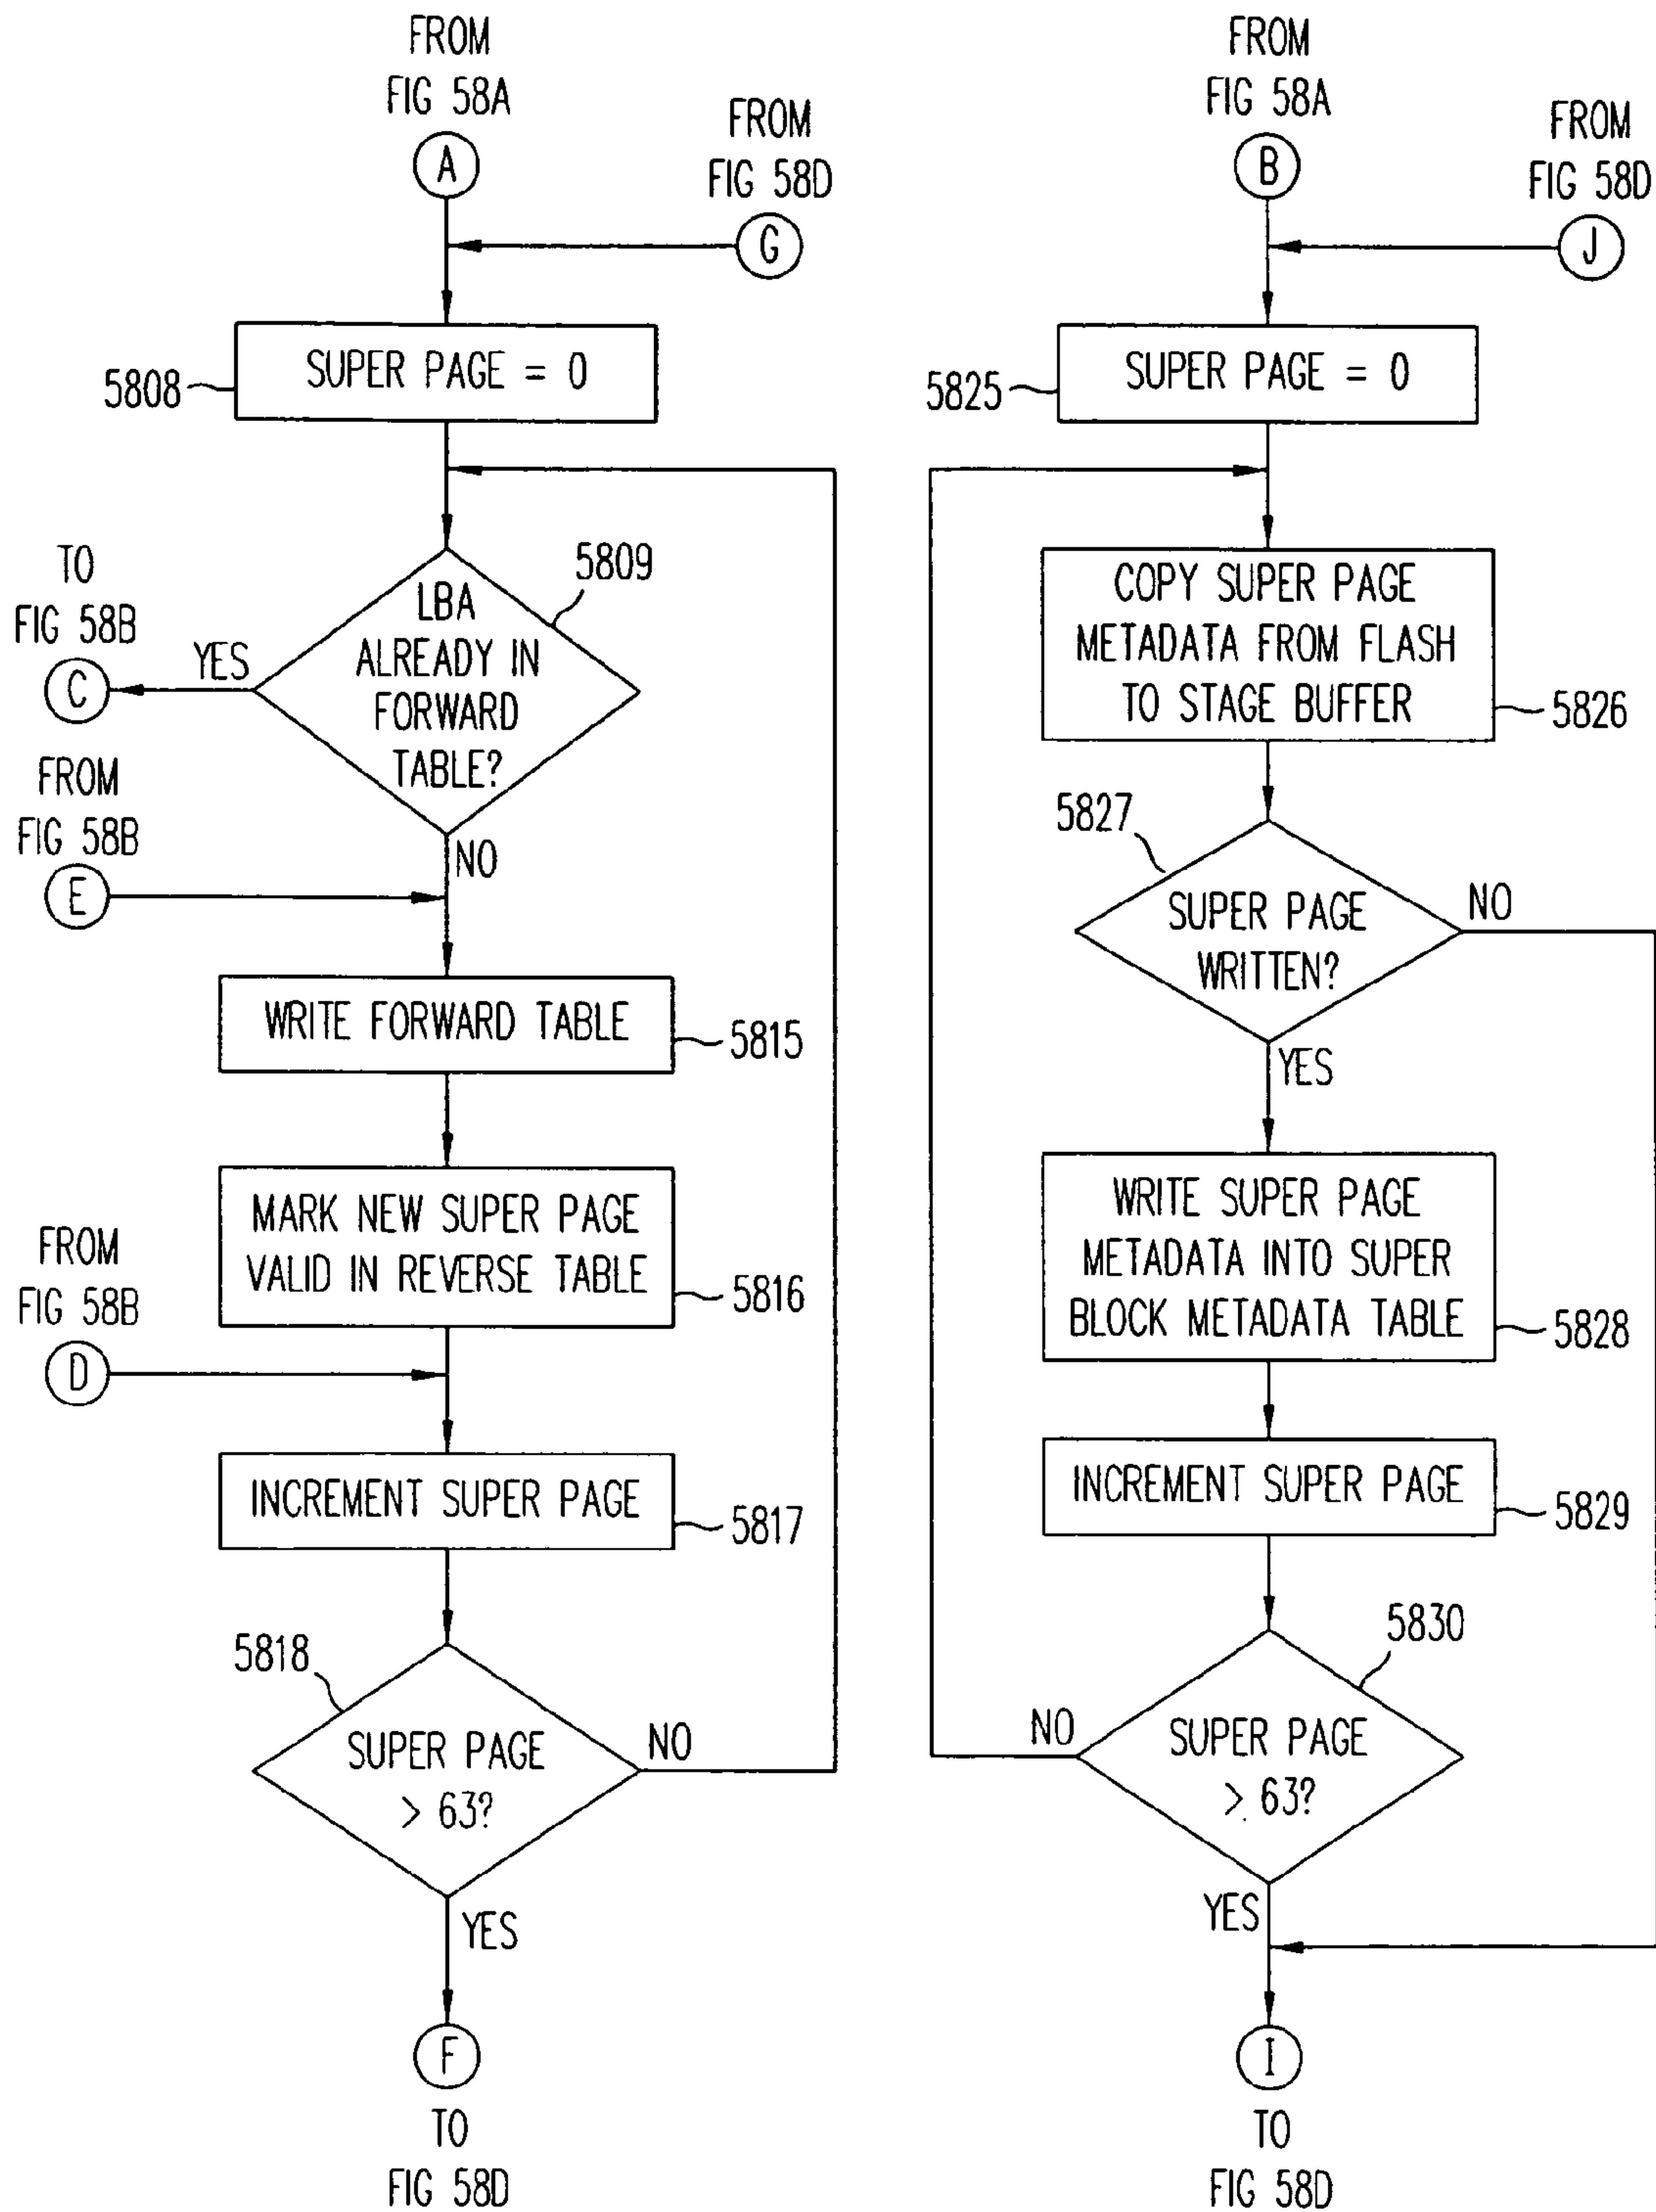 FROM
FIG 58A
A
FROM
FIG 58D
G
SUPER PAGE = 0
5808
LBA
ALREADY IN
FORWARD
TABLE?
5809
YES
TO
FIG 58B
C
NO
FROM
FIG 58B
E
WRITE FORWARD TABLE
5815
MARK NEW SUPER PAGE
VALID IN REVERSE TABLE
5816
FROM
FIG 58B
D
INCREMENT SUPER PAGE
5817
5818
SUPER PAGE
> 63?
NO
YES
F
TO
FIG 58D
FROM
FIG 58A
B
FROM
FIG 58D
J
SUPER PAGE = 0
5825
COPY SUPER PAGE
METADATA FROM FLASH
TO STAGE BUFFER
5826
5827
SUPER PAGE
WRITTEN?
NO
YES
WRITE SUPER PAGE
METADATA INTO SUPER
BLOCK METADATA TABLE
5828
INCREMENT SUPER PAGE
5829
5830
SUPER PAGE
> 63?
NO
YES
I
TO
FIG 58D